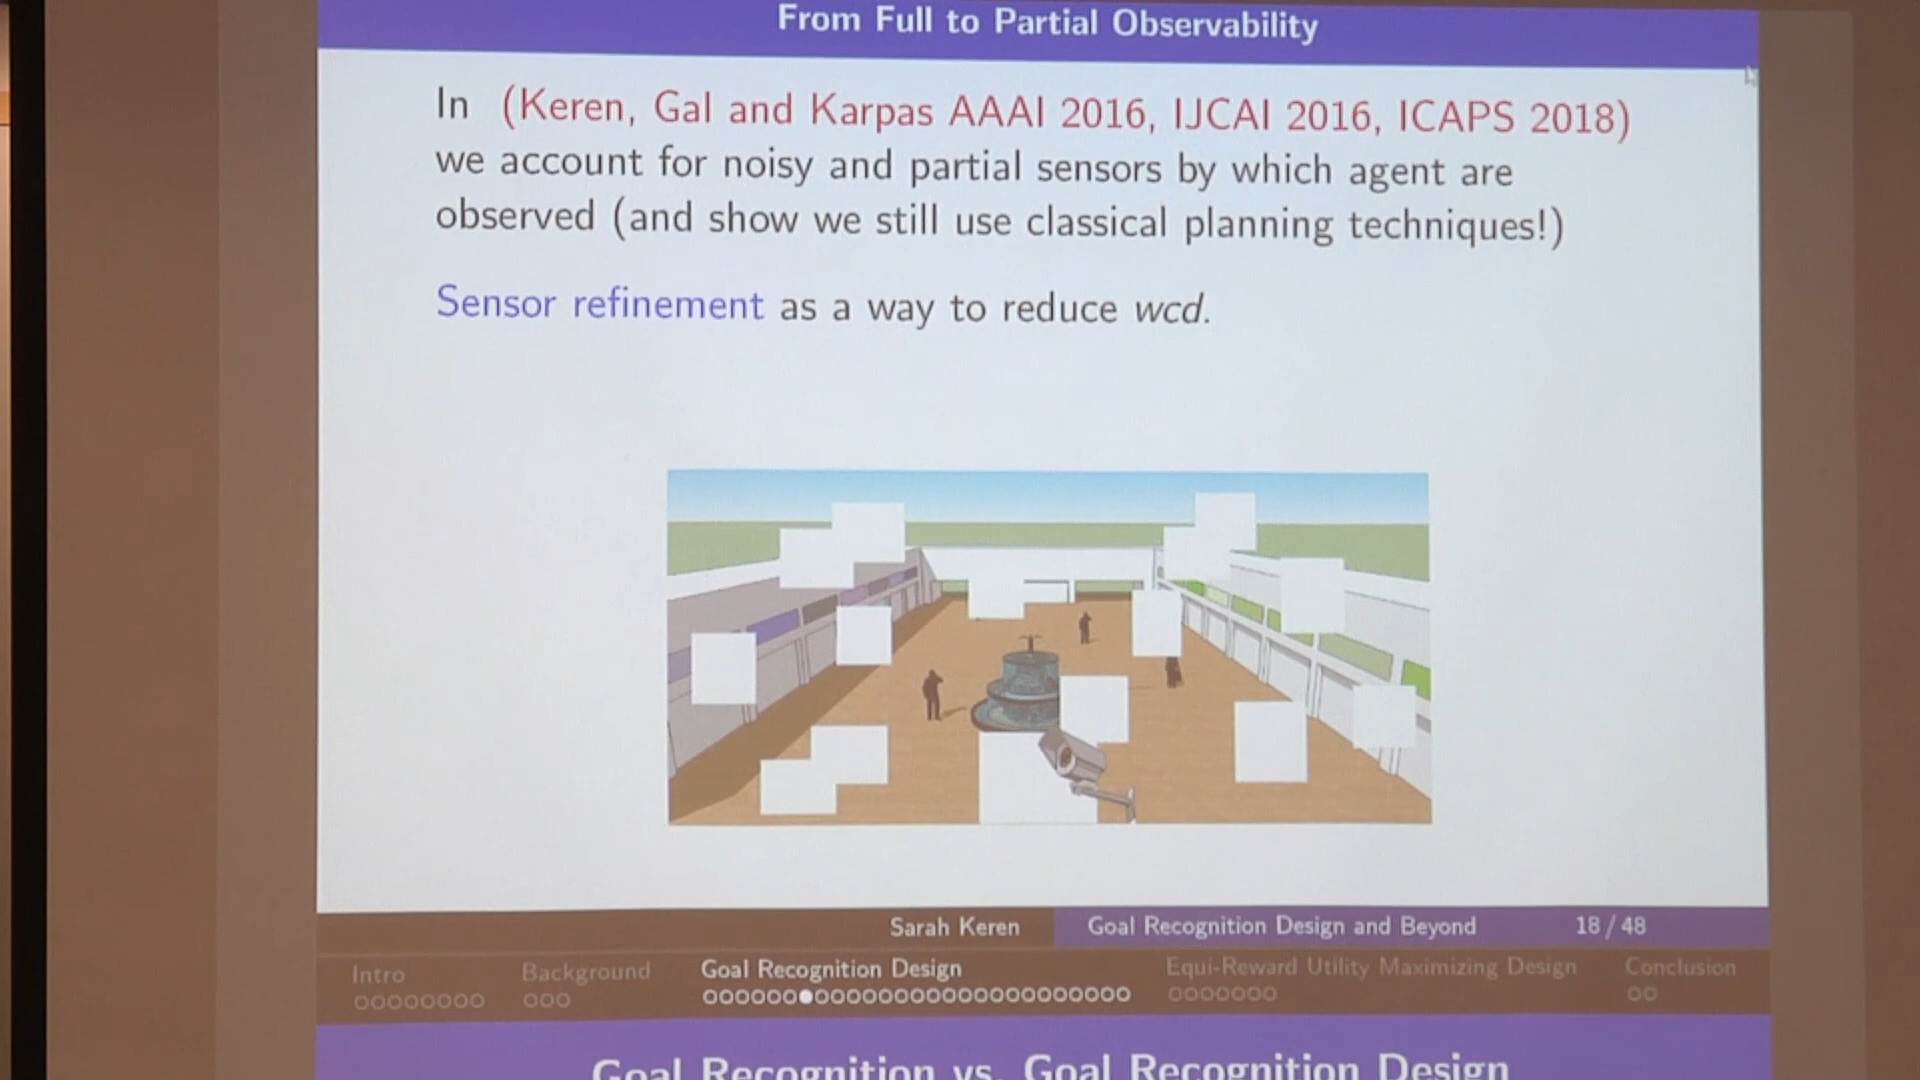 From Full to Partial Observability
In (Keren, Gal and Karpas AAAI 2016, IJCAI 2016, ICAPS 2018)
we account for noisy and partial sensors by which agent are
observed (and show we still use classical planning techniques!)
Sensor refinement as a way to reduce wcd.
Sarah Keren Goal Recognition Design and Beyond 18 / 48
Intro Background Goal Recognition Design Equi-Reward Utility Maximizing Design Conclusion
Goal Recognition vs. Goal Recognition Design